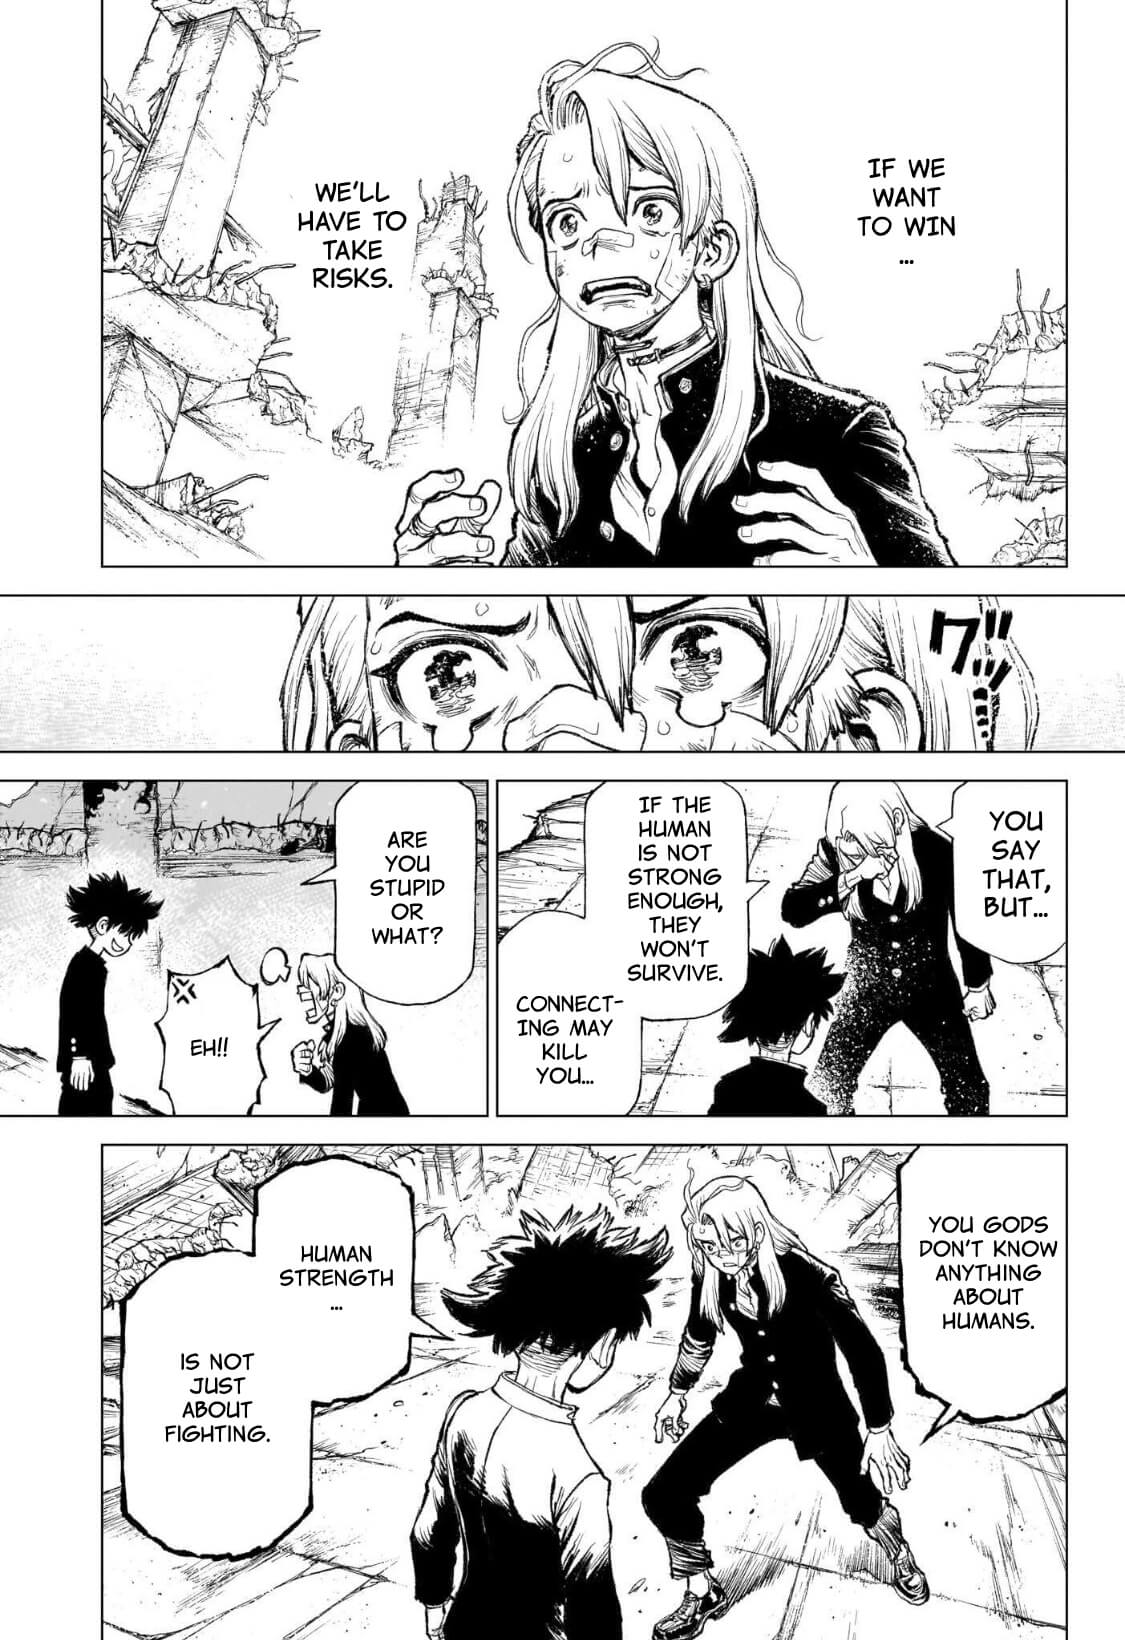 IF WE
WANT
TO WIN
...
WE'LL
HAVE TO
TAKE
RISKS.
グッ……
YOU
SAY
THAT,
BUT...
IF THE
HUMAN
IS NOT
STRONG
ENOUGH,
THEY
WON'T
SURVIVE.
CONNECT-
ING MAY
KILL
YOU...
ARE
YOU
STUPID
OR
WHAT?
EH!!
YOU GODS
DON'T KNOW
ANYTHING
ABOUT
HUMANS.
HUMAN
STRENGTH
...
IS NOT
JUST
ABOUT
FIGHTING.